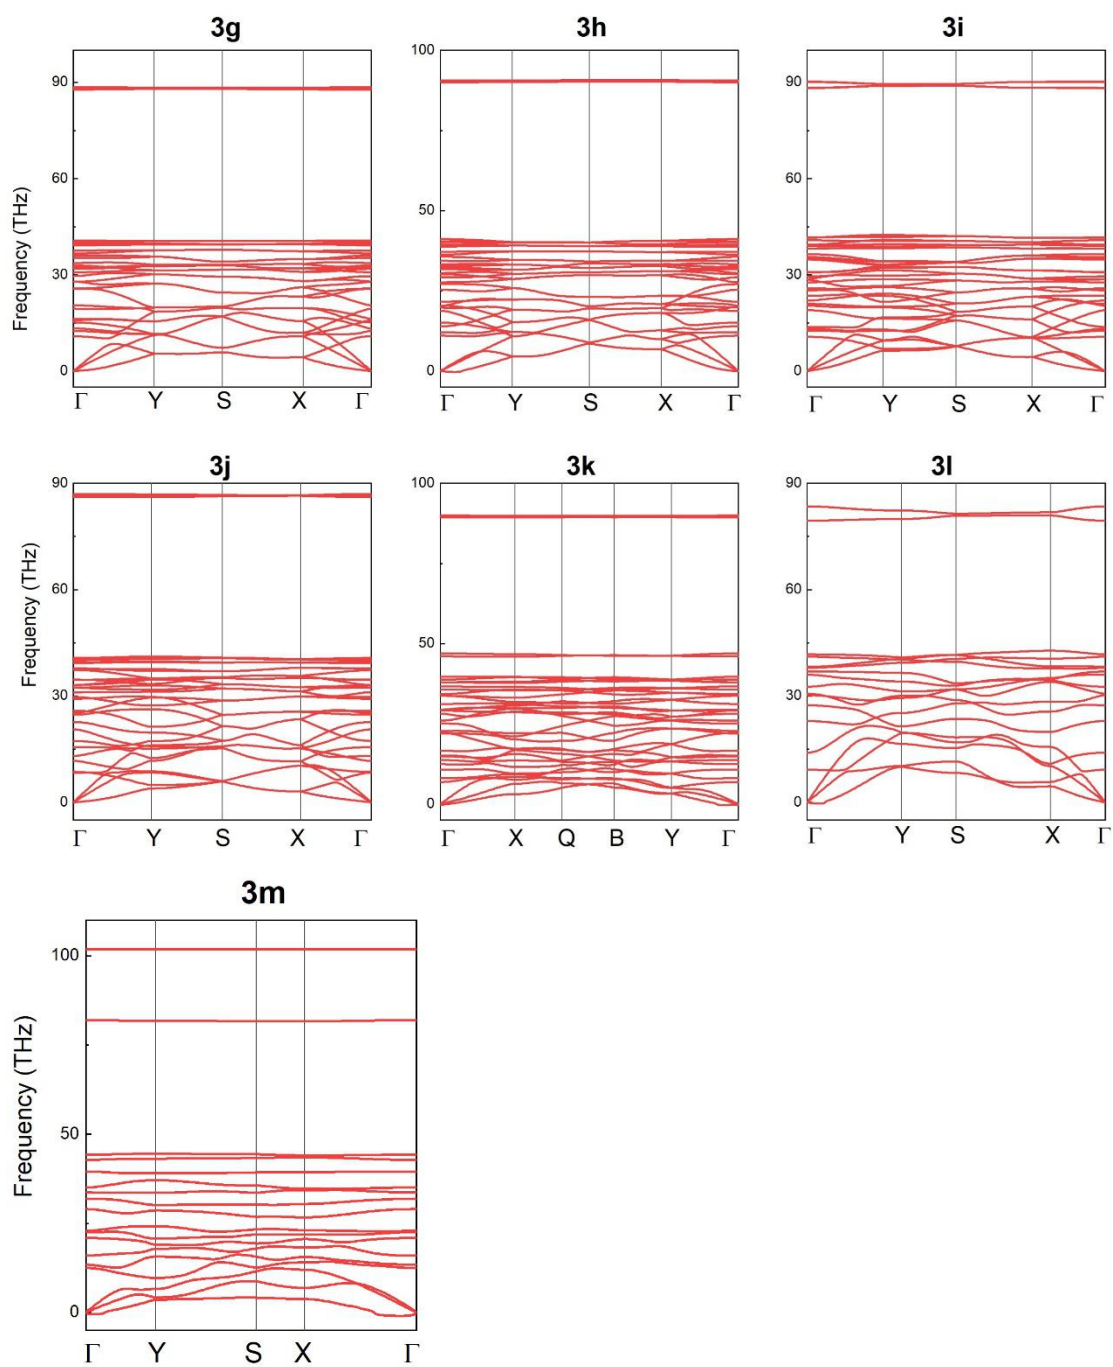 3g
3h
3i
Frequency (THz)
90
60
30
0
Γ Y S X Γ
100
50
0
Γ Y S X Γ
90
60
30
0
Γ Y S X Γ
3j
3k
3l
Frequency (THz)
90
60
30
0
Γ Y S X Γ
100
50
0
Γ X Q B Y Γ
90
60
30
0
Γ Y S X Γ
3m
Frequency (THz)
100
50
0
Γ Y S X Γ